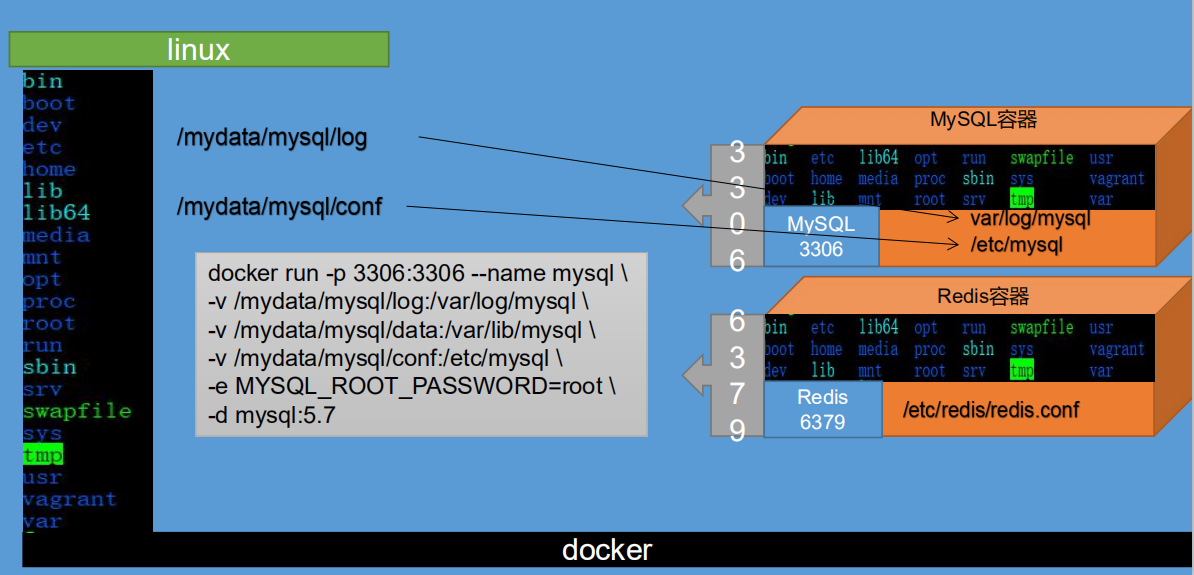 linux
bin
boot
dev
etc
home
lib
lib64
media
mnt
opt
proc
root
run
sbin
srv
swapfile
sys
tmp
usr
vagrant
var
/mydata/mysql/log
/mydata/mysql/conf
docker run -p 3306:3306 --name mysql \
-v /mydata/mysql/log:/var/log/mysql \
-v /mydata/mysql/data:/var/lib/mysql \
-v /mydata/mysql/conf:/etc/mysql \
-e MYSQL_ROOT_PASSWORD=root \
-d mysql:5.7
MySQL容器
3
3
0
6
bin etc lib64 opt run swapfile usr
boot home media proc sbin sys vagrant
dev lib mnt root srv tmp var
MySQL
3306
var/log/mysql
/etc/mysql
Redis容器
6
3
7
9
bin etc lib64 opt run swapfile usr
boot home media proc sbin sys vagrant
dev lib mnt root srv tmp var
Redis
6379
/etc/redis/redis.conf
docker